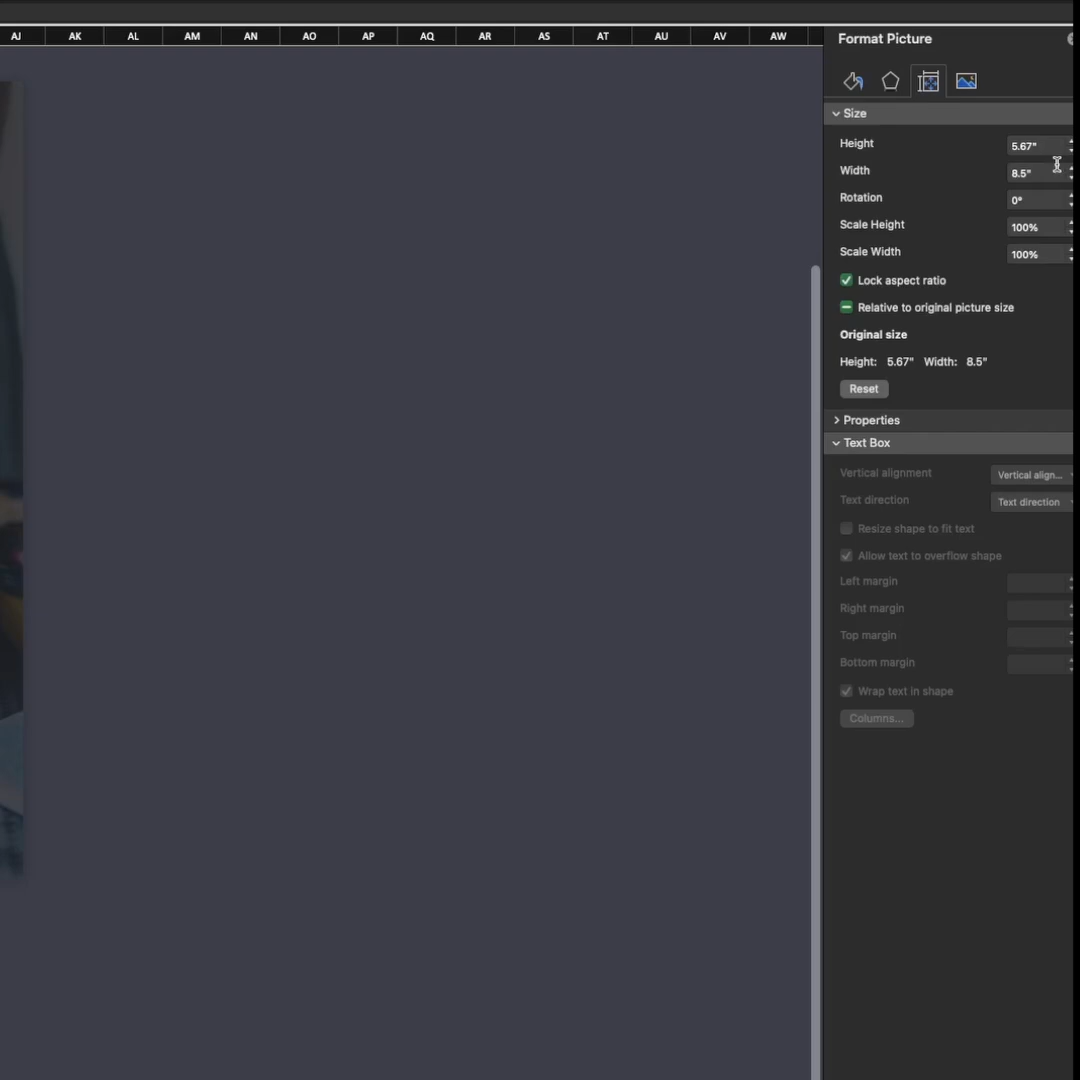 AJ AK AL AM AN AO AP AQ AR AS AT AU AV AW
Format Picture
Size
Height 5.67"
Width 8.5"
Rotation 0°
Scale Height 100%
Scale Width 100%
Lock aspect ratio
Relative to original picture size
Original size
Height: 5.67" Width: 8.5"
Reset
Properties
Text Box
Vertical alignment Vertical align...
Text direction Text direction
Resize shape to fit text
Allow text to overflow shape
Left margin
Right margin
Top margin
Bottom margin
Wrap text in shape
Columns...